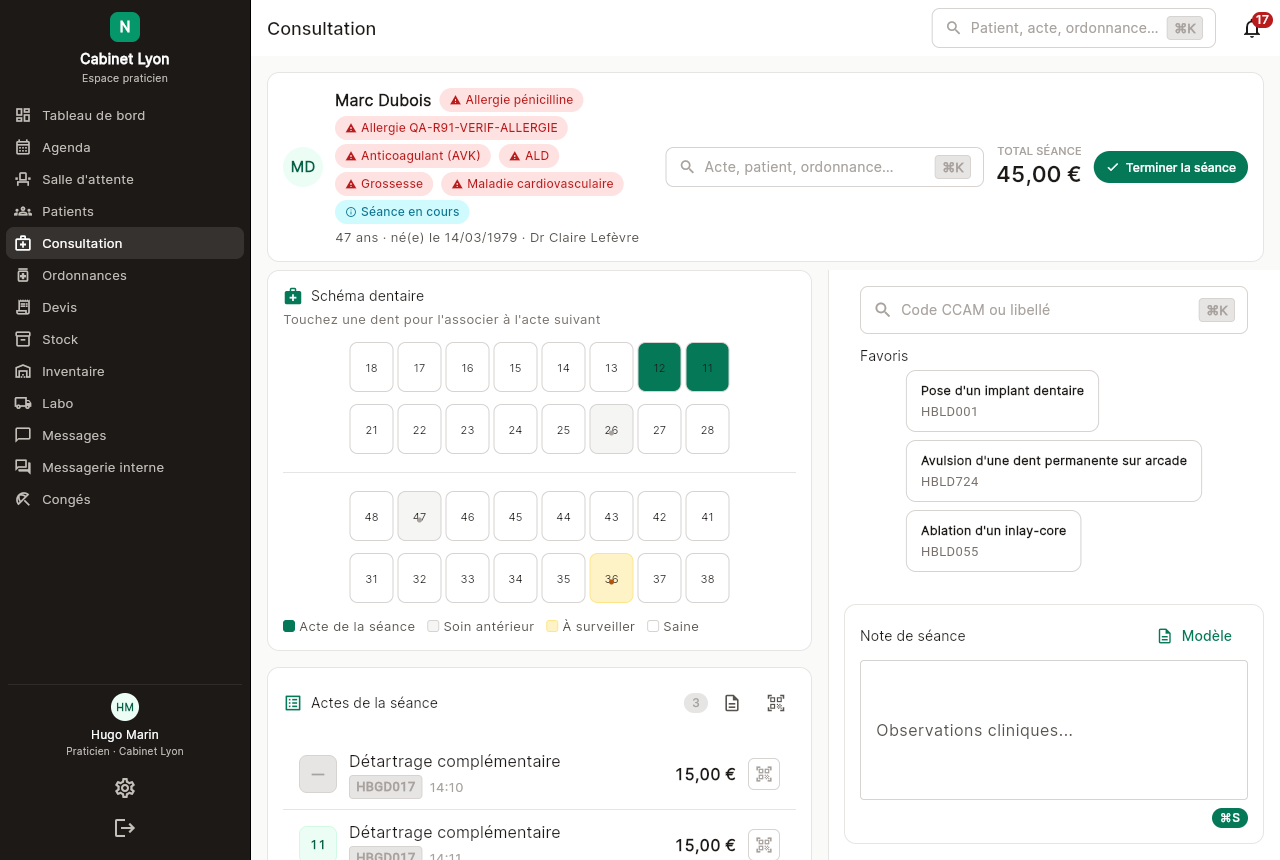 N
Cabinet Lyon
Espace praticien
Tableau de bord
Agenda
Salle d'attente
Patients
Consultation
Ordonnances
Devis
Stock
Inventaire
Labo
Messages
Messagerie interne
Congés
HM
Hugo Marin
Praticien · Cabinet Lyon
Consultation
Patient, acte, ordonnance... ⌘K
17
MD
Marc Dubois
Allergie pénicilline
Allergie QA-R91-VERIF-ALLERGIE
Anticoagulant (AVK) ALD
Grossesse Maladie cardiovasculaire
Séance en cours
47 ans · né(e) le 14/03/1979 · Dr Claire Lefèvre
Acte, patient, ordonnance... ⌘K
TOTAL SÉANCE
45,00 €
Terminer la séance
Schéma dentaire
Touchez une dent pour l'associer à l'acte suivant
18 17 16 15 14 13 12 11
21 22 23 24 25 26 27 28
48 47 46 45 44 43 42 41
31 32 33 34 35 36 37 38
Acte de la séance Soin antérieur À surveiller Saine
Actes de la séance 3
— Détartrage complémentaire
HBGD017 14:10
15,00 €
11 Détartrage complémentaire
HBGD017 14:11
15,00 €
Code CCAM ou libellé ⌘K
Favoris
Pose d'un implant dentaire
HBLD001
Avulsion d'une dent permanente sur arcade
HBLD724
Ablation d'un inlay-core
HBLD055
Note de séance Modèle
Observations cliniques...
⌘S